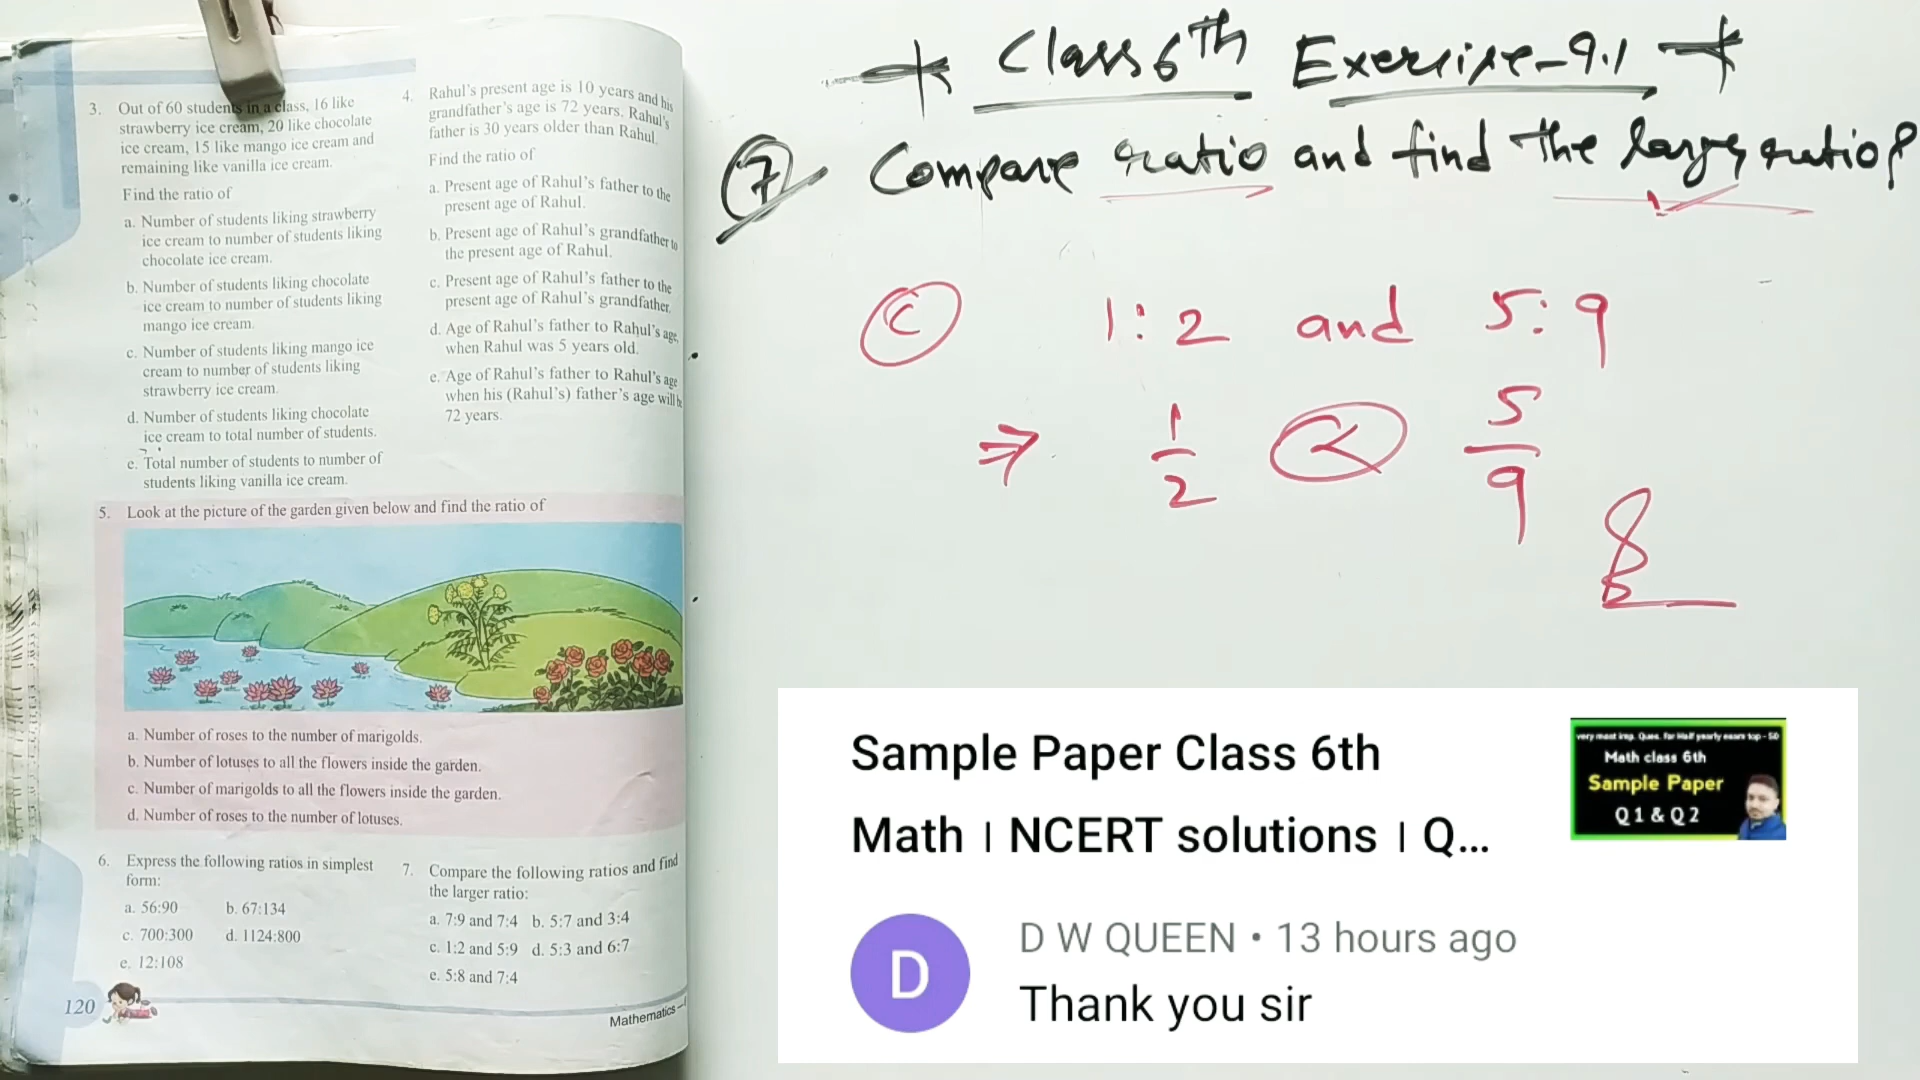 3. Out of 60 students in a class, 16 like
strawberry ice cream, 20 like chocolate
ice cream, 15 like mango ice cream and
remaining like vanilla ice cream.
Find the ratio of
a. Number of students liking strawberry
ice cream to number of students liking
chocolate ice cream.
b. Number of students liking chocolate
ice cream to number of students liking
mango ice cream.
c. Number of students liking mango ice
cream to number of students liking
strawberry ice cream.
d. Number of students liking chocolate
ice cream to total number of students.
e. Total number of students to number of
students liking vanilla ice cream.
4. Rahul's present age is 10 years and his
grandfather's age is 72 years. Rahul's
father is 30 years older than Rahul.
Find the ratio of
a. Present age of Rahul's father to the
present age of Rahul.
b. Present age of Rahul's grandfather to
the present age of Rahul.
c. Present age of Rahul's father to the
present age of Rahul's grandfather.
d. Age of Rahul's father to Rahul's age,
when Rahul was 5 years old.
e. Age of Rahul's father to Rahul's age
when his (Rahul's) father's age will be
72 years.
5. Look at the picture of the garden given below and find the ratio of
a. Number of roses to the number of marigolds.
b. Number of lotuses to all the flowers inside the garden.
c. Number of marigolds to all the flowers inside the garden.
d. Number of roses to the number of lotuses.
6. Express the following ratios in simplest
form:
a. 56:90 b. 67:134
c. 700:300 d. 1124:800
e. 12:108
7. Compare the following ratios and find
the larger ratio:
a. 7:9 and 7:4 b. 5:7 and 3:4
c. 1:2 and 5:9 d. 5:3 and 6:7
e. 5:8 and 7:4
120
Mathematics
Class 6th Exercise-9.1
7 Compare ratio and find the large ratio?
C 1:2 and 5:9
⇒ 1/2 < 5/9
Sample Paper Class 6th
Math । NCERT solutions । Q...
very most imp. Ques. For Half yearly exam top - 50
Math class 6th
Sample Paper
Q 1 & Q 2
D
D W QUEEN • 13 hours ago
Thank you sir